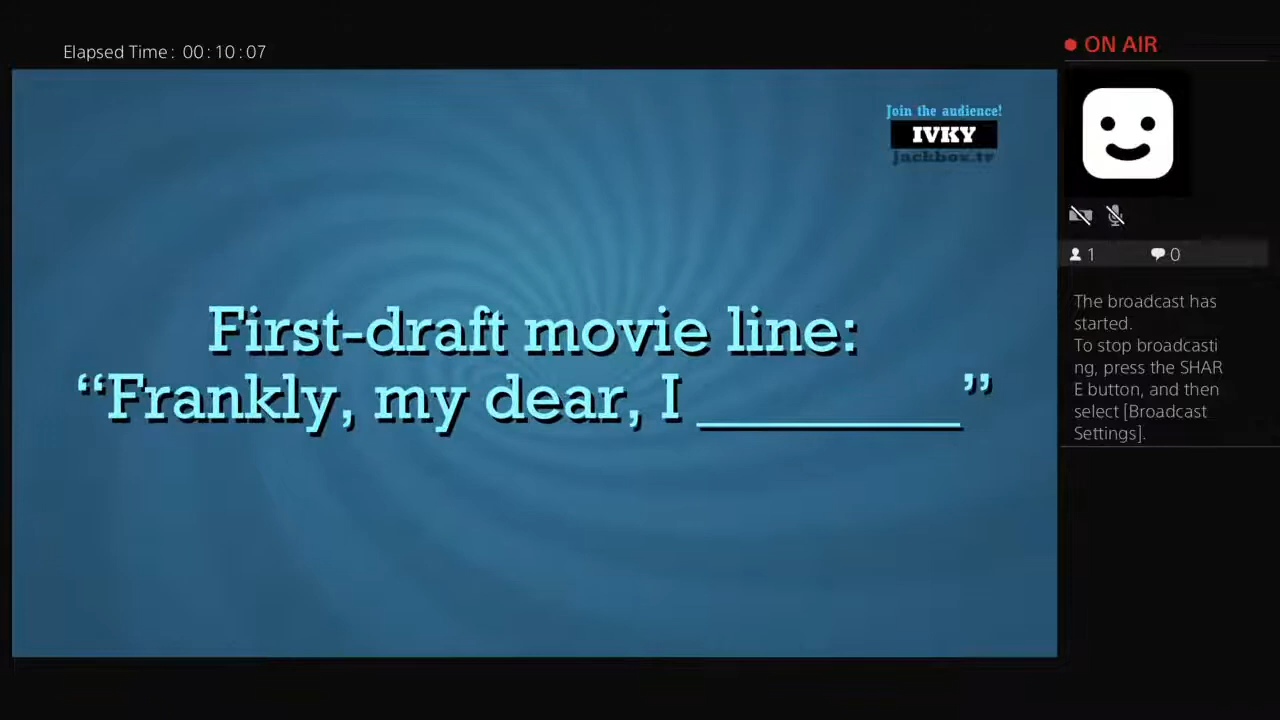 Elapsed Time: 00:10:07
ON AIR
Join the audience!
IVKY
jackbox.tv
1
0
First-draft movie line:
“Frankly, my dear, I ________”
The broadcast has
started.
To stop broadcasti
ng, press the SHAR
E button, and then
select [Broadcast
Settings].